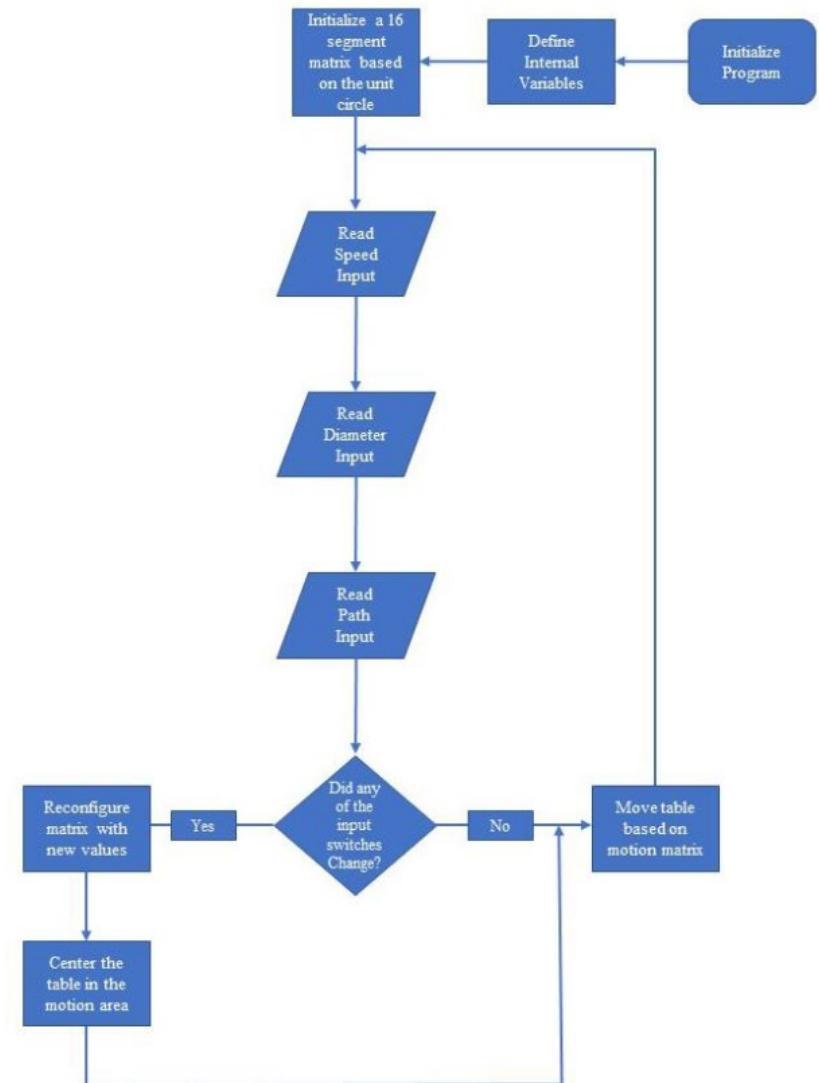 Initialize
Program
Define
Internal
Variables
Initialize a 16
segment
matrix based
on the unit
circle
Read
Speed
Input
Read
Diameter
Input
Read
Path
Input
Did any
of the
input
switches
Change?
Yes
No
Reconfigure
matrix with
new values
Center the
table in the
motion area
Move table
based on
motion matrix